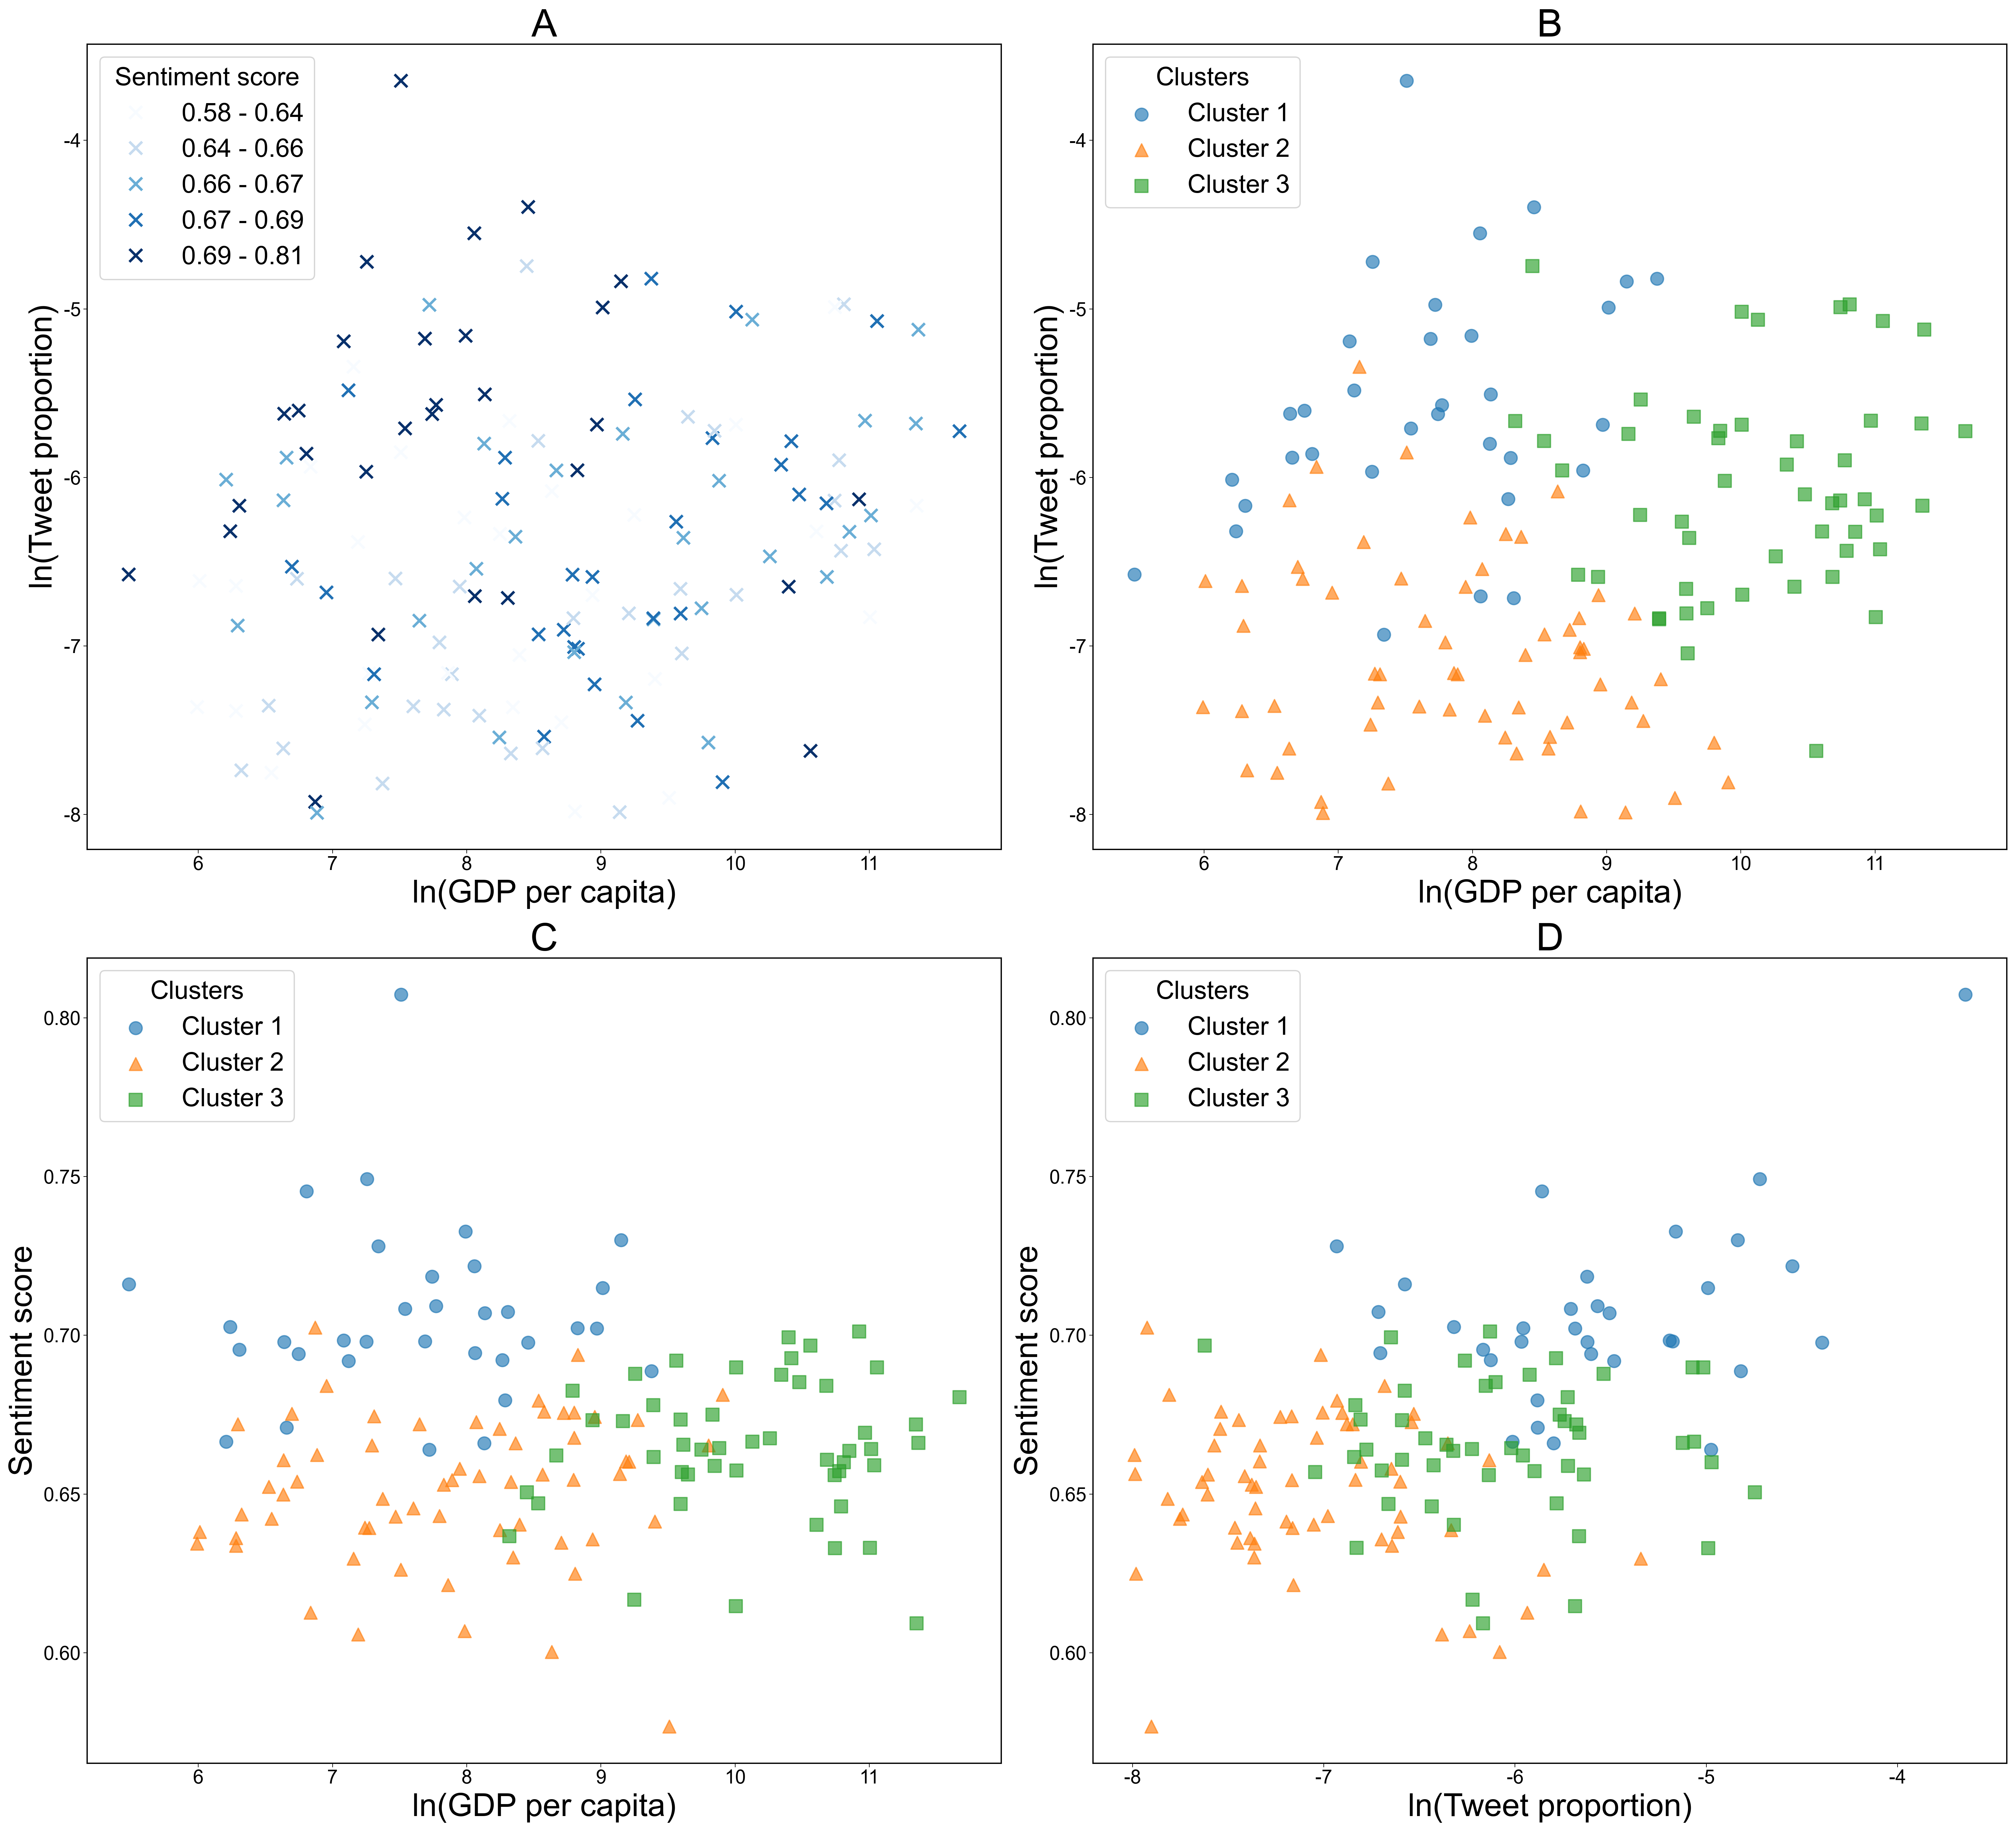 A
Sentiment score
0.58 - 0.64
0.64 - 0.66
0.66 - 0.67
0.67 - 0.69
0.69 - 0.81
-4
-5
-6
-7
-8
ln(Tweet proportion)
6 7 8 9 10 11
ln(GDP per capita)
B
Clusters
Cluster 1
Cluster 2
Cluster 3
-4
-5
-6
-7
-8
ln(Tweet proportion)
6 7 8 9 10 11
ln(GDP per capita)
C
Clusters
Cluster 1
Cluster 2
Cluster 3
0.80
0.75
0.70
0.65
0.60
Sentiment score
6 7 8 9 10 11
ln(GDP per capita)
D
Clusters
Cluster 1
Cluster 2
Cluster 3
0.80
0.75
0.70
0.65
0.60
Sentiment score
-8 -7 -6 -5 -4
ln(Tweet proportion)